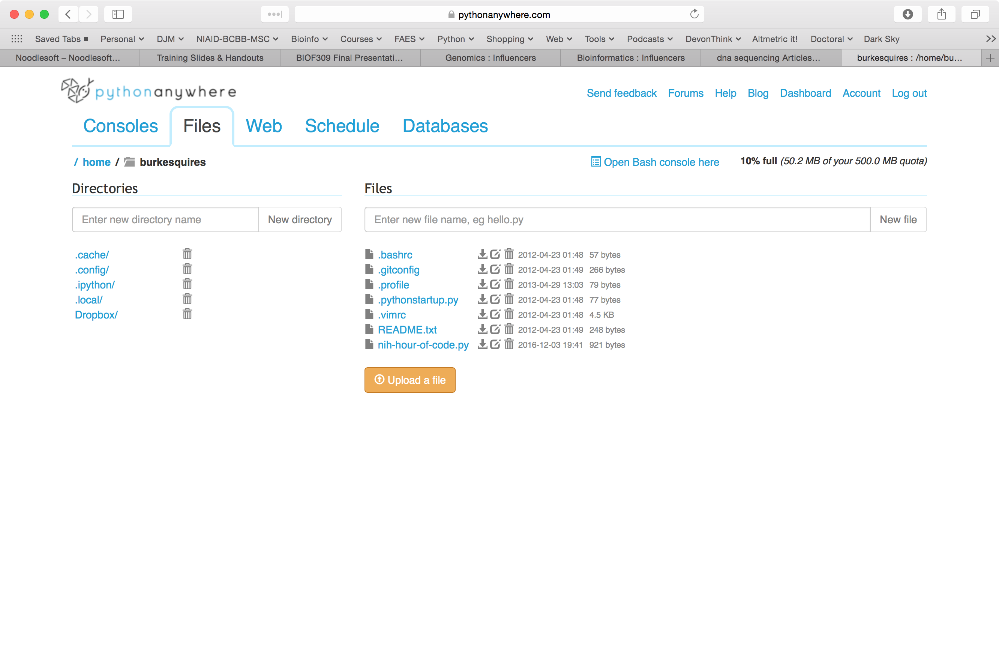 pythonanywhere.com
Saved Tabs Personal DJM NIAID-BCBB-MSC Bioinfo Courses FAES Python Shopping Web Tools Podcasts DevonThink Altmetric it! Doctoral Dark Sky
Noodlesoft – Noodlesoft... Training Slides & Handouts BIOF309 Final Presentati... Genomics : Influencers Bioinformatics : Influencers dna sequencing Articles... burkesquires : /home/bu...
pythonanywhere
Send feedback Forums Help Blog Dashboard Account Log out
Consoles Files Web Schedule Databases
/ home / burkesquires Open Bash console here 10% full (50.2 MB of your 500.0 MB quota)
Directories Files
Enter new directory name New directory Enter new file name, eg hello.py New file
.cache/ .bashrc 2012-04-23 01:48 57 bytes
.config/ .gitconfig 2012-04-23 01:49 266 bytes
.ipython/ .profile 2013-04-29 13:03 79 bytes
.local/ .pythonstartup.py 2012-04-23 01:48 77 bytes
Dropbox/ .vimrc 2012-04-23 01:48 4.5 KB
README.txt 2012-04-23 01:49 248 bytes
nih-hour-of-code.py 2016-12-03 19:41 921 bytes
Upload a file